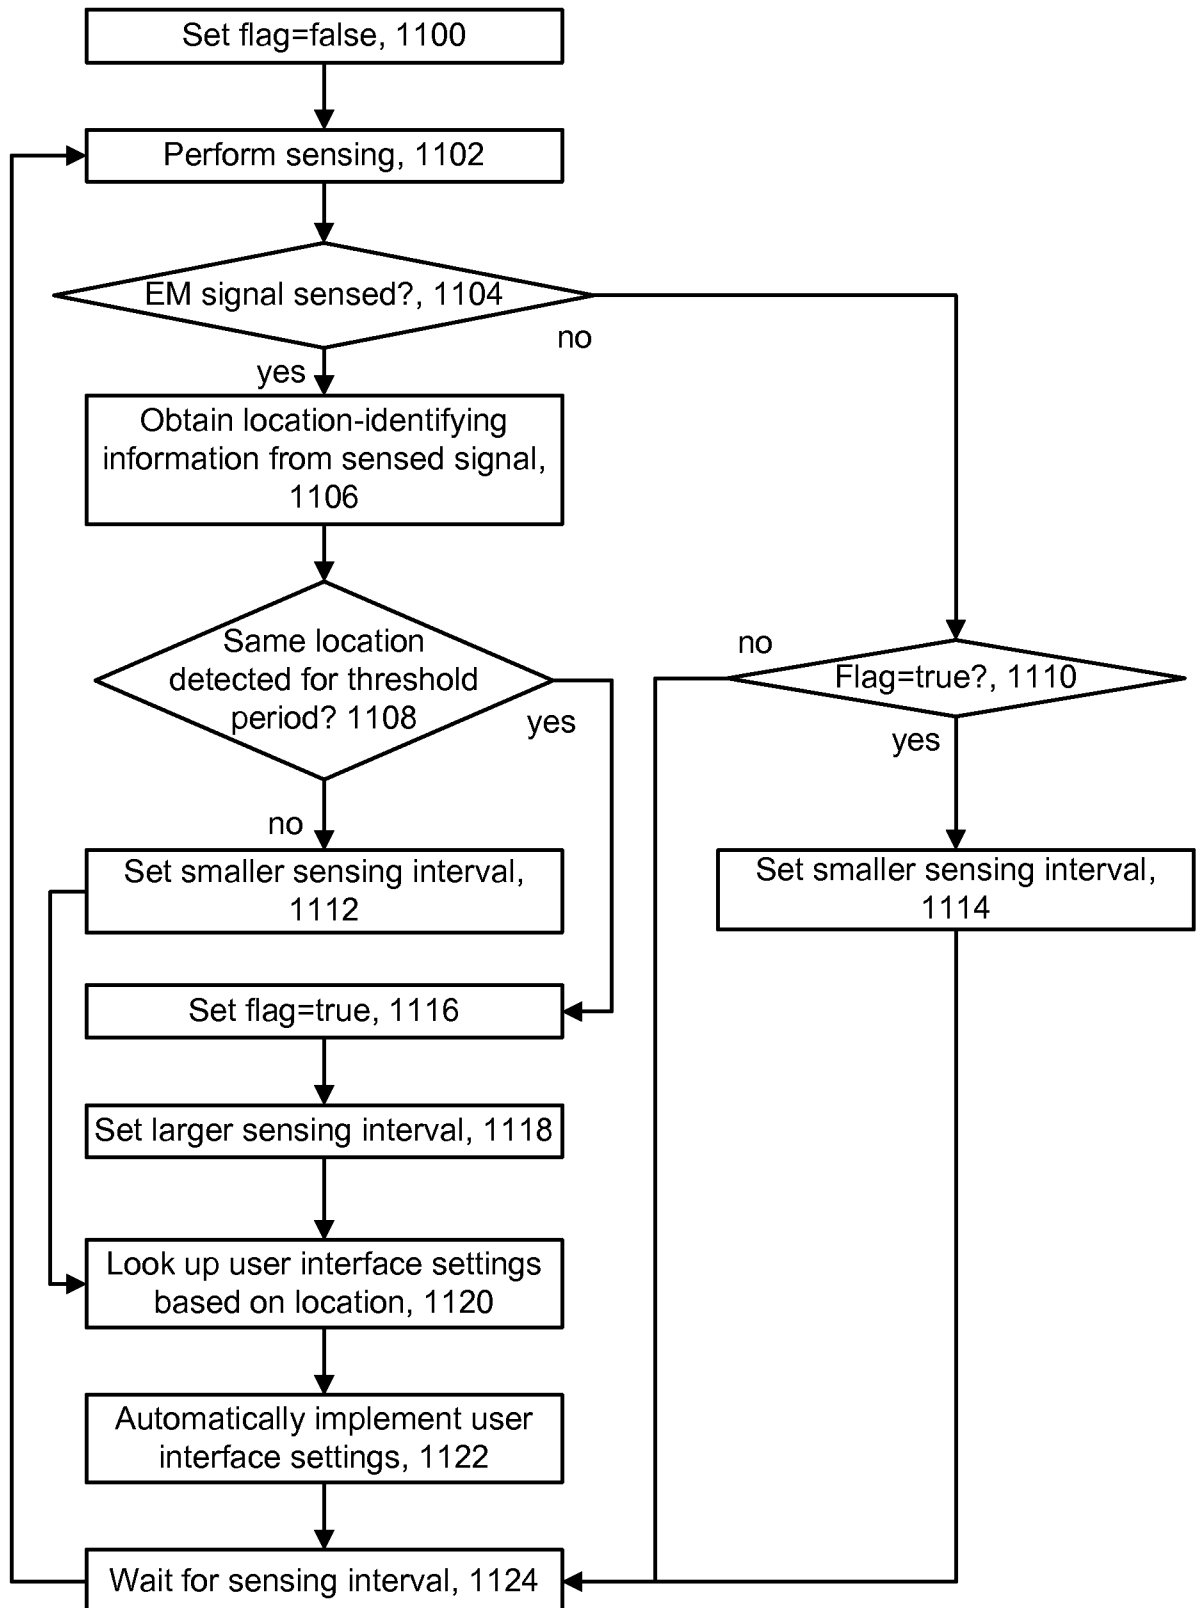 Set flag=false, 1100
Perform sensing, 1102
EM signal sensed?, 1104
no
yes
Obtain location-identifying
information from sensed signal,
1106
Same location
detected for threshold
period? 1108
yes
no
Flag=true?, 1110
yes
no
Set smaller sensing interval,
1112
Set smaller sensing interval,
1114
Set flag=true, 1116
Set larger sensing interval, 1118
Look up user interface settings
based on location, 1120
Automatically implement user
interface settings, 1122
Wait for sensing interval, 1124